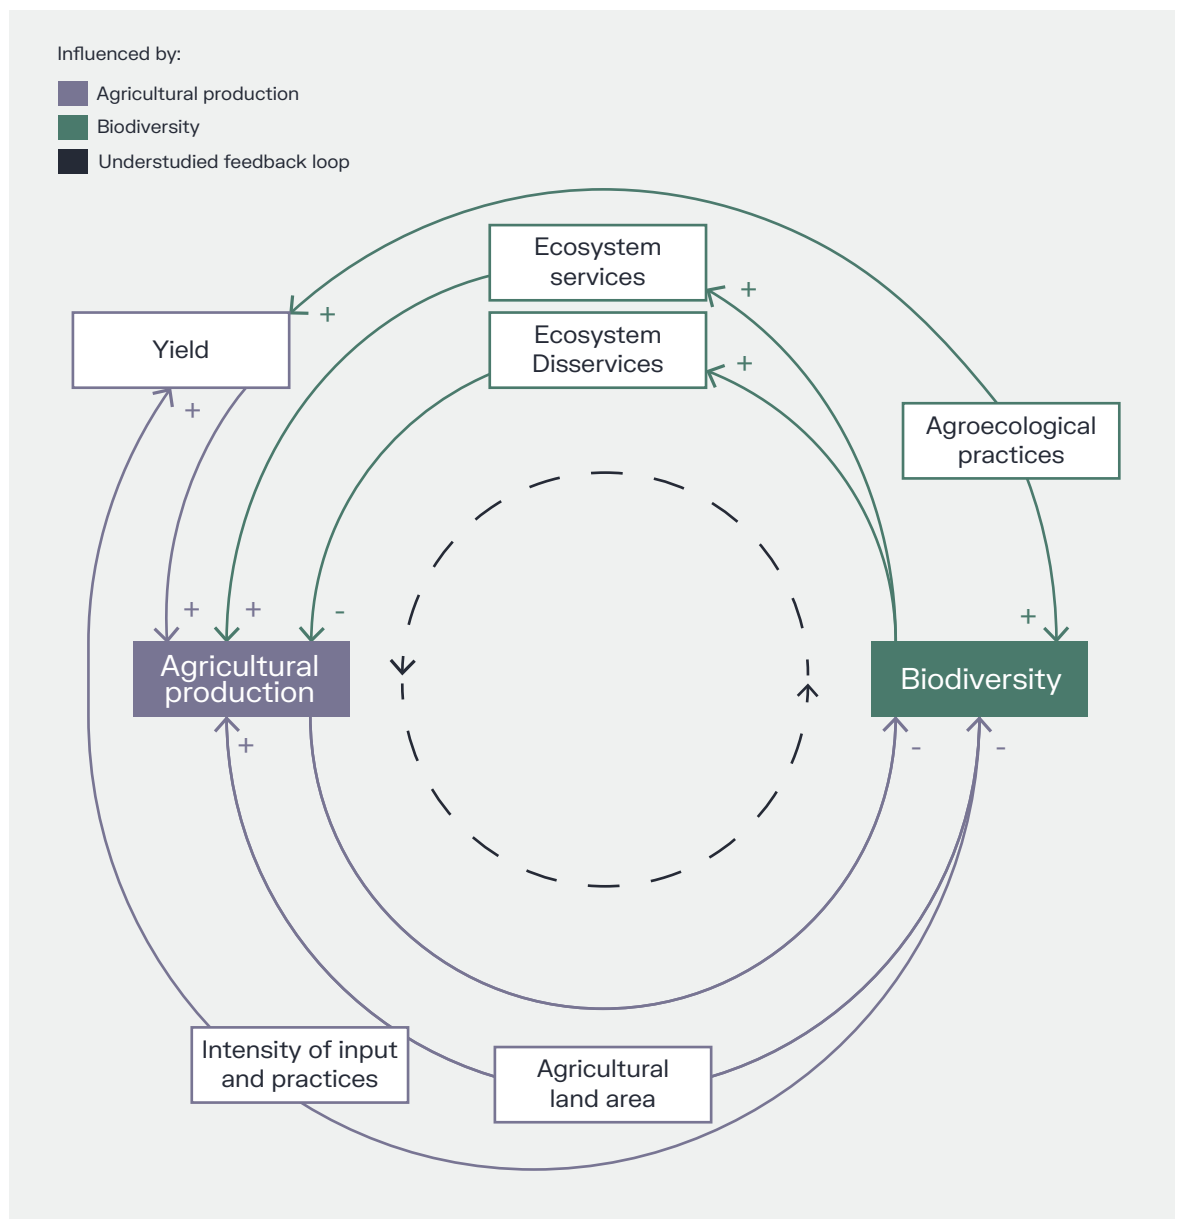 Influenced by:
Agricultural production
Biodiversity
Understudied feedback loop
Ecosystem
services
+
+
Yield
Ecosystem
Disservices
+
+
Agroecological
practices
+
+
-
+
Agricultural
production
Biodiversity
+
-
-
Intensity of input
and practices
Agricultural
land area